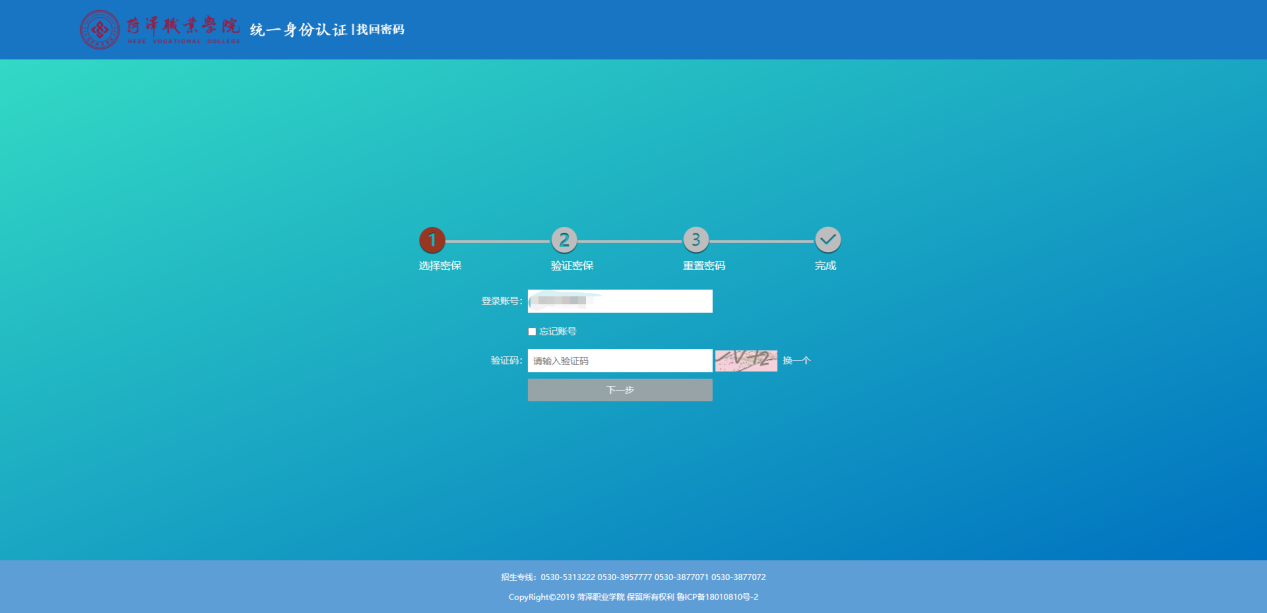 菏泽职业学院 统一身份认证 | 找回密码
HEZE VOCATIONAL COLLEGE
1 2 3
选择密保 验证密保 重置密码 完成
登录账号:
忘记账号
验证码: 请输入验证码 换一个
下一步
招生专线: 0530-5313222 0530-3957777 0530-3877071 0530-3877072
CopyRight©2019 菏泽职业学院 保留所有权利 鲁ICP备18010810号-2